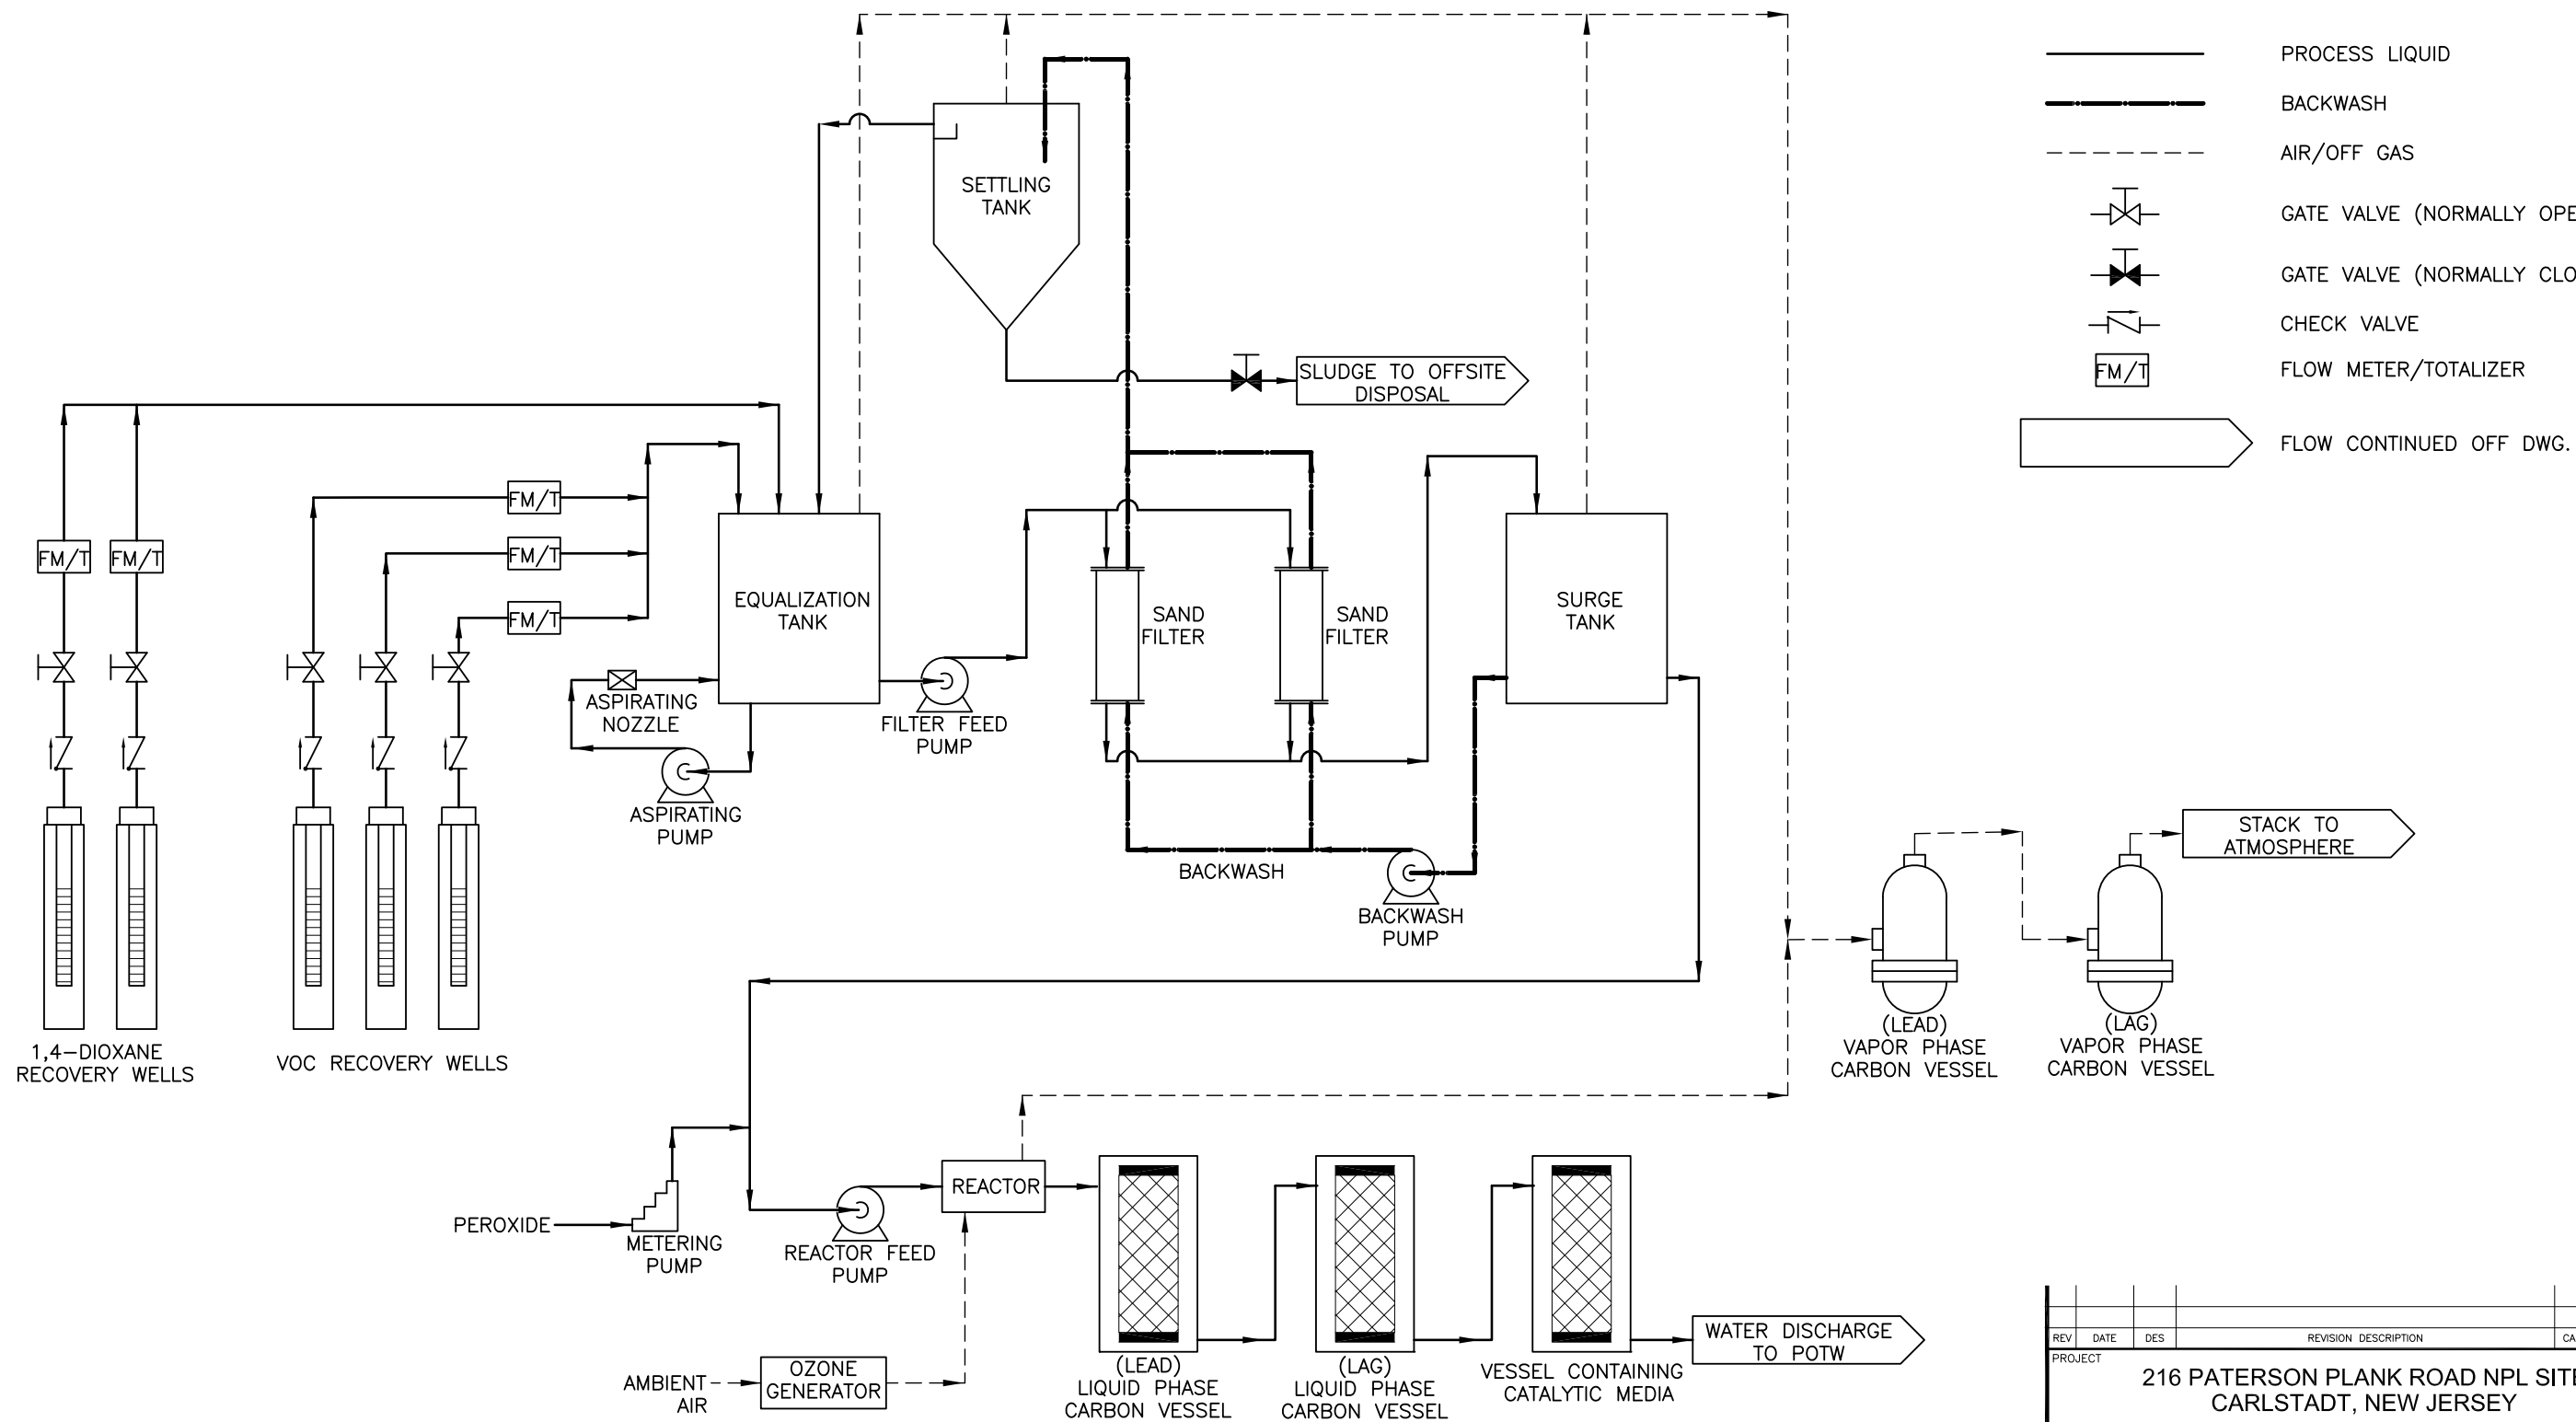 PROCESS LIQUID
BACKWASH
AIR/OFF GAS
GATE VALVE (NORMALLY OPE
GATE VALVE (NORMALLY CLO
CHECK VALVE
FM/T
FLOW METER/TOTALIZER
FLOW CONTINUED OFF DWG.
SETTLING
TANK
SLUDGE TO OFFSITE
DISPOSAL
FM/T
FM/T
FM/T
FM/T
FM/T
EQUALIZATION
TANK
SAND
FILTER
SAND
FILTER
SURGE
TANK
ASPIRATING
NOZZLE
FILTER FEED
PUMP
ASPIRATING
PUMP
BACKWASH
BACKWASH
PUMP
STACK TO
ATMOSPHERE
1,4-DIOXANE
RECOVERY WELLS
VOC RECOVERY WELLS
(LEAD)
VAPOR PHASE
CARBON VESSEL
(LAG)
VAPOR PHASE
CARBON VESSEL
PEROXIDE
METERING
PUMP
REACTOR FEED
PUMP
REACTOR
AMBIENT
AIR
OZONE
GENERATOR
(LEAD)
LIQUID PHASE
CARBON VESSEL
(LAG)
LIQUID PHASE
CARBON VESSEL
VESSEL CONTAINING
CATALYTIC MEDIA
WATER DISCHARGE
TO POTW
REV DATE DES REVISION DESCRIPTION CA
PROJECT
216 PATERSON PLANK ROAD NPL SITE
CARLSTADT, NEW JERSEY